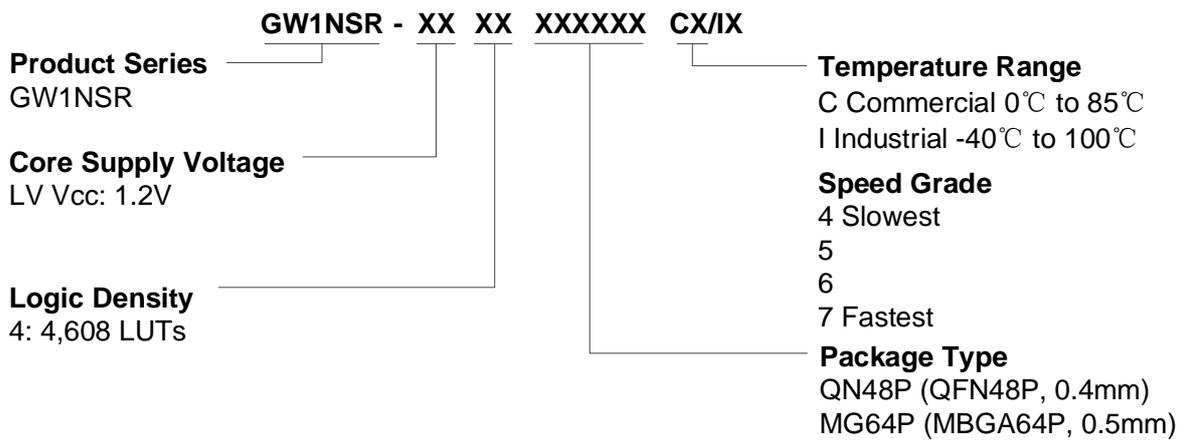 GW1NSR - XX XX XXXXXX CX/IX
Product Series
GW1NSR
Core Supply Voltage
LV Vcc: 1.2V
Logic Density
4: 4,608 LUTs
Temperature Range
C Commercial 0℃ to 85℃
I Industrial -40℃ to 100℃
Speed Grade
4 Slowest
5
6
7 Fastest
Package Type
QN48P (QFN48P, 0.4mm)
MG64P (MBGA64P, 0.5mm)